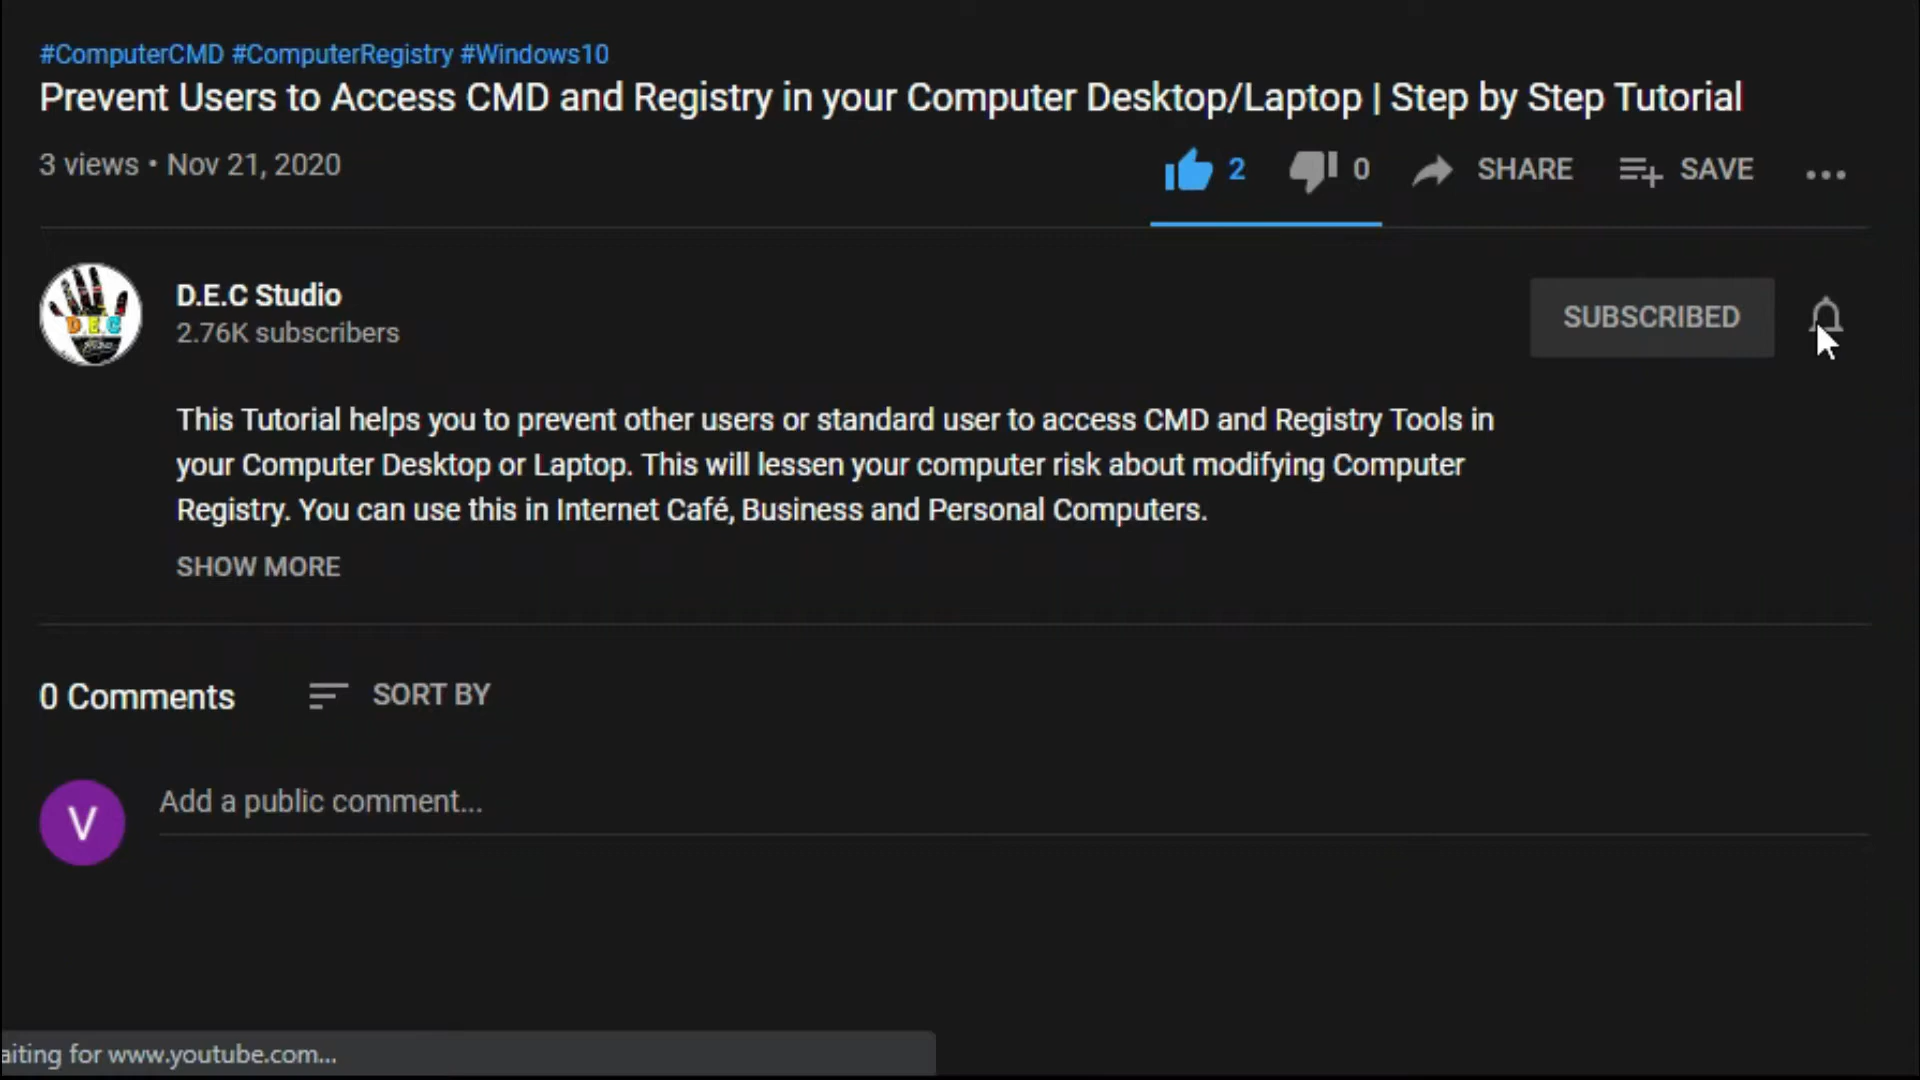 #ComputerCMD #ComputerRegistry #Windows10
Prevent Users to Access CMD and Registry in your Computer Desktop/Laptop | Step by Step Tutorial
3 views • Nov 21, 2020
2 0 SHARE SAVE
D.E.C
D.E.C Studio
2.76K subscribers
SUBSCRIBED
This Tutorial helps you to prevent other users or standard user to access CMD and Registry Tools in
your Computer Desktop or Laptop. This will lessen your computer risk about modifying Computer
Registry. You can use this in Internet Café, Business and Personal Computers.
SHOW MORE
0 Comments SORT BY
V
Add a public comment...
aiting for www.youtube.com...